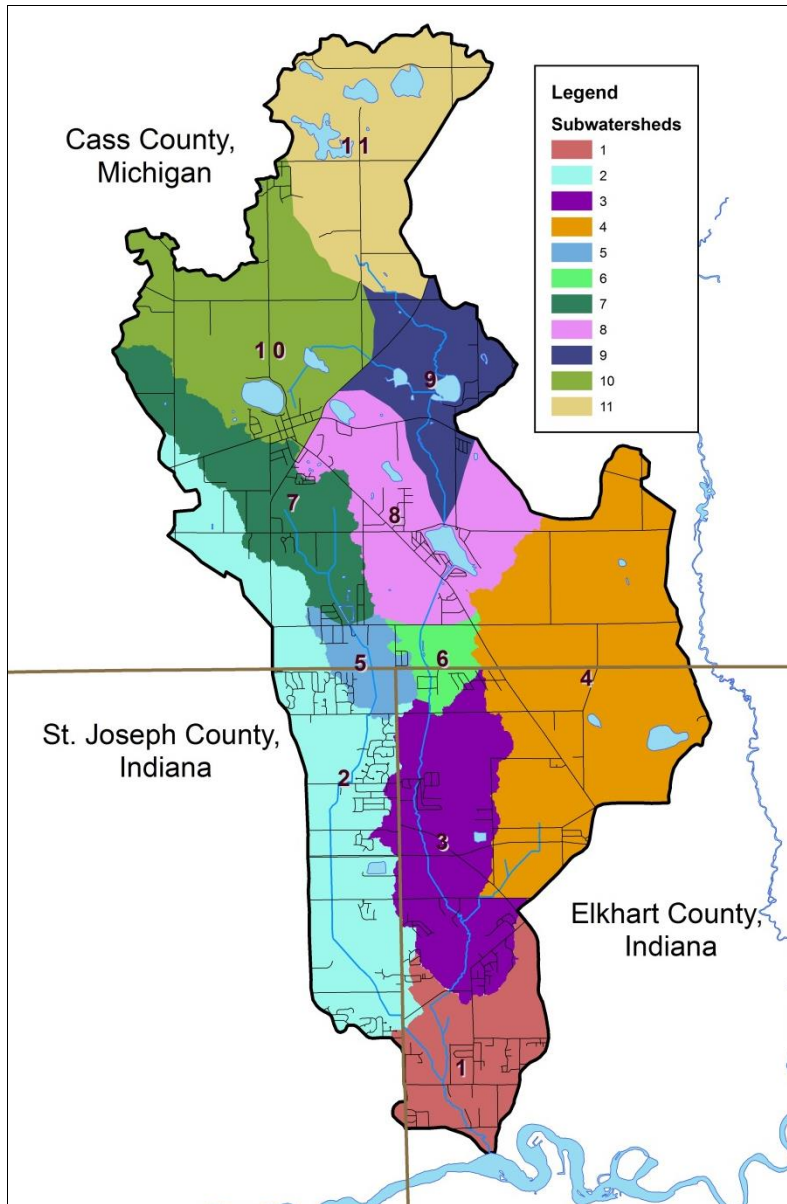 Cass County,
Michigan
Legend
Subwatersheds
1
2
3
4
5
6
7
8
9
10
11
11
10
9
7
8
5
6
4
St. Joseph County,
Indiana
2
3
Elkhart County,
Indiana
1